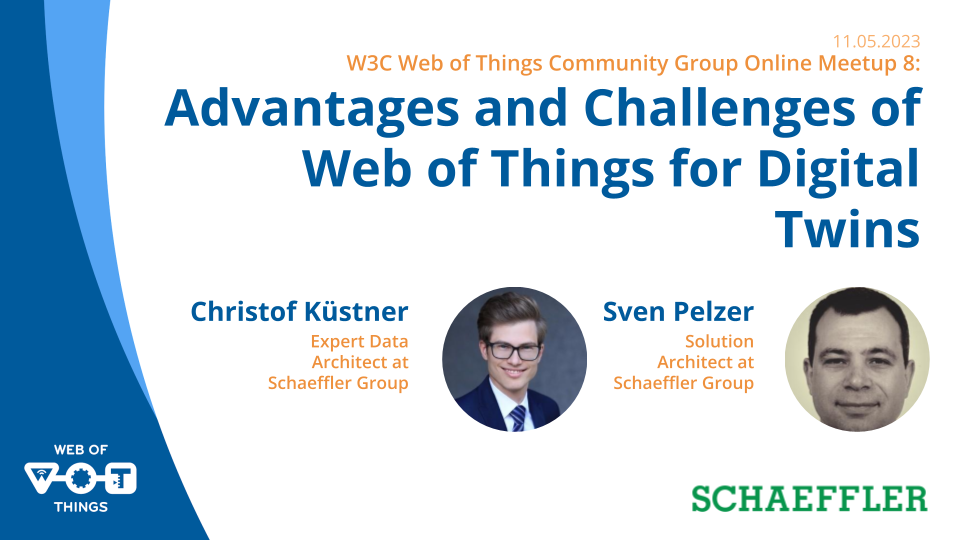 11.05.2023
W3C Web of Things Community Group Online Meetup 8:
Advantages and Challenges of
Web of Things for Digital
Twins
Christof Küstner
Expert Data
Architect at
Schaeffler Group
Sven Pelzer
Solution
Architect at
Schaeffler Group
WEB OF
WOT
THINGS
SCHAEFFLER